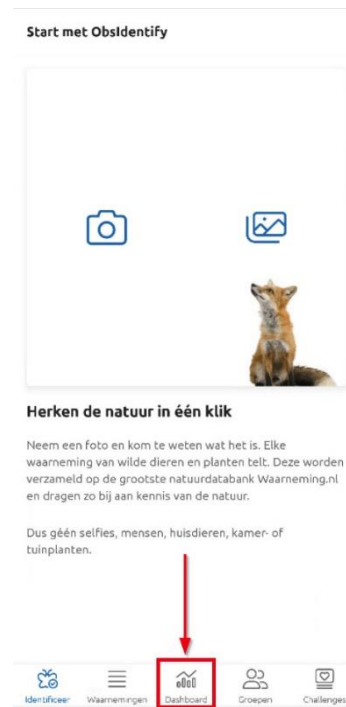 Start met ObsIdentify
Herken de natuur in één klik
Neem een foto en kom te weten wat het is. Elke
waarneming van wilde dieren en planten telt. Deze worden
verzameld op de grootste natuurdatabank Waarneming.nl
en dragen zo bij aan kennis van de natuur.
Dus géén selfies, mensen, huisdieren, kamer- of
tuinplanten.
Identificeer Waarnemingen Dashboard Groepen Challenges